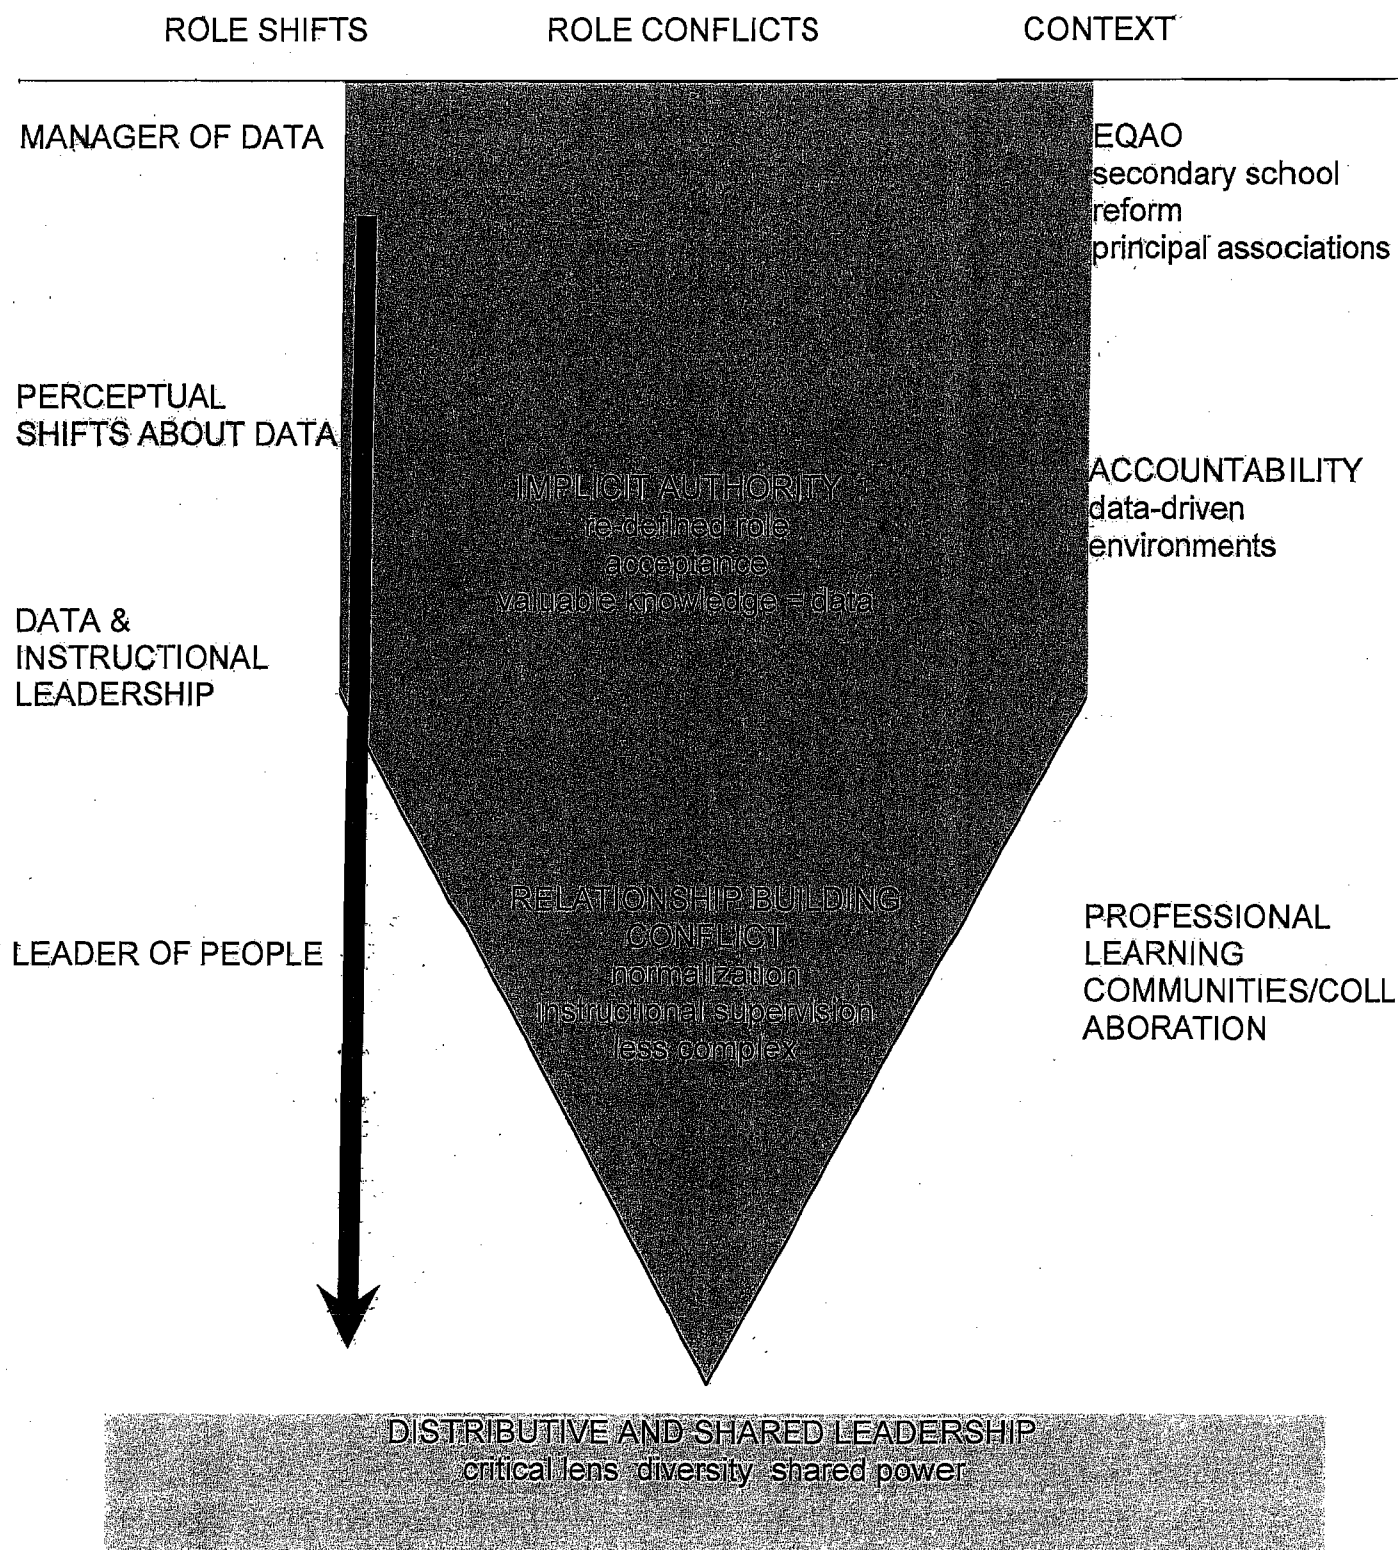 ROLE SHIFTS
ROLE CONFLICTS
CONTEXT
MANAGER OF DATA
EQAO
secondary school
reform
principal associations
PERCEPTUAL
SHIFTS ABOUT DATA
ACCOUNTABILITY
data-driven
environments
IMPLICIT AUTHORITY
re-defined role
acceptance
valuable knowledge = data
DATA &
INSTRUCTIONAL
LEADERSHIP
RELATIONSHIP BUILDING
CONFLICT
normalization
instructional supervision
less complex
LEADER OF PEOPLE
PROFESSIONAL
LEARNING
COMMUNITIES/COLL
ABORATION
DISTRIBUTIVE AND SHARED LEADERSHIP
critical lens diversity shared power